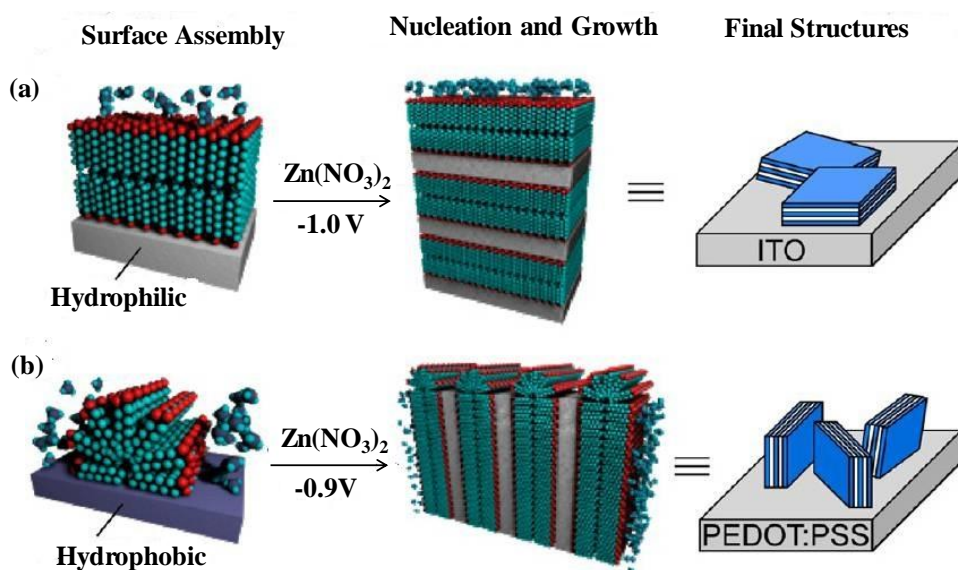 Surface Assembly
Nucleation and Growth
Final Structures
(a)
Zn(NO₃)₂
-1.0 V
ITO
Hydrophilic
(b)
Zn(NO₃)₂
-0.9V
PEDOT:PSS
Hydrophobic